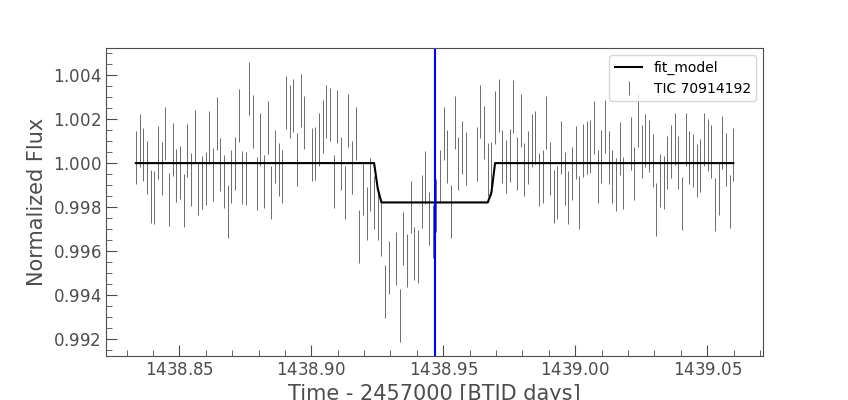 fit_model
TIC 70914192
1.004
1.002
1.000
0.998
0.996
0.994
0.992
Normalized Flux
1438.85 1438.90 1438.95 1439.00 1439.05
Time - 2457000 [BTJD days]